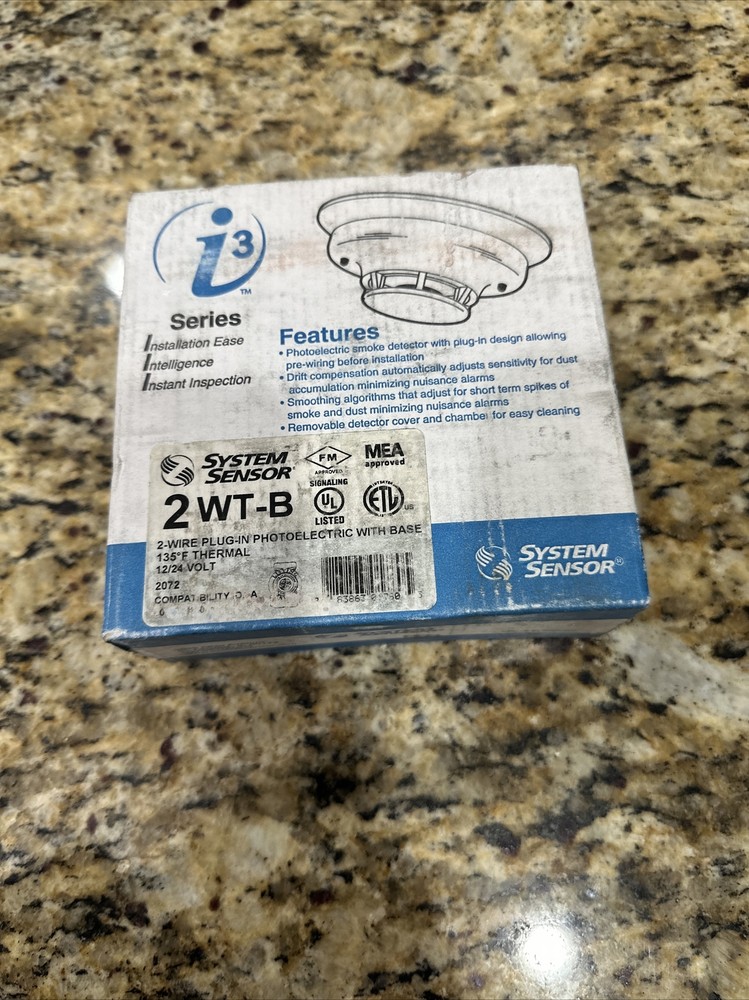 i3™
Series
Installation Ease
Intelligence
Instant Inspection
Features
• Photoelectric smoke detector with plug-in design allowing
pre-wiring before installation
• Drift compensation automatically adjusts sensitivity for dust
accumulation minimizing nuisance alarms
• Smoothing algorithms that adjust for short term spikes of
smoke and dust minimizing nuisance alarms
• Removable detector cover and chamber for easy cleaning
SYSTEM
SENSOR®
FM
APPROVED
MEA
approved
2WT-B
SIGNALING
UL
LISTED
ETL
US
2-WIRE PLUG-IN PHOTOELECTRIC WITH BASE
135°F THERMAL
12/24 VOLT
2072
SYSTEM
SENSOR®